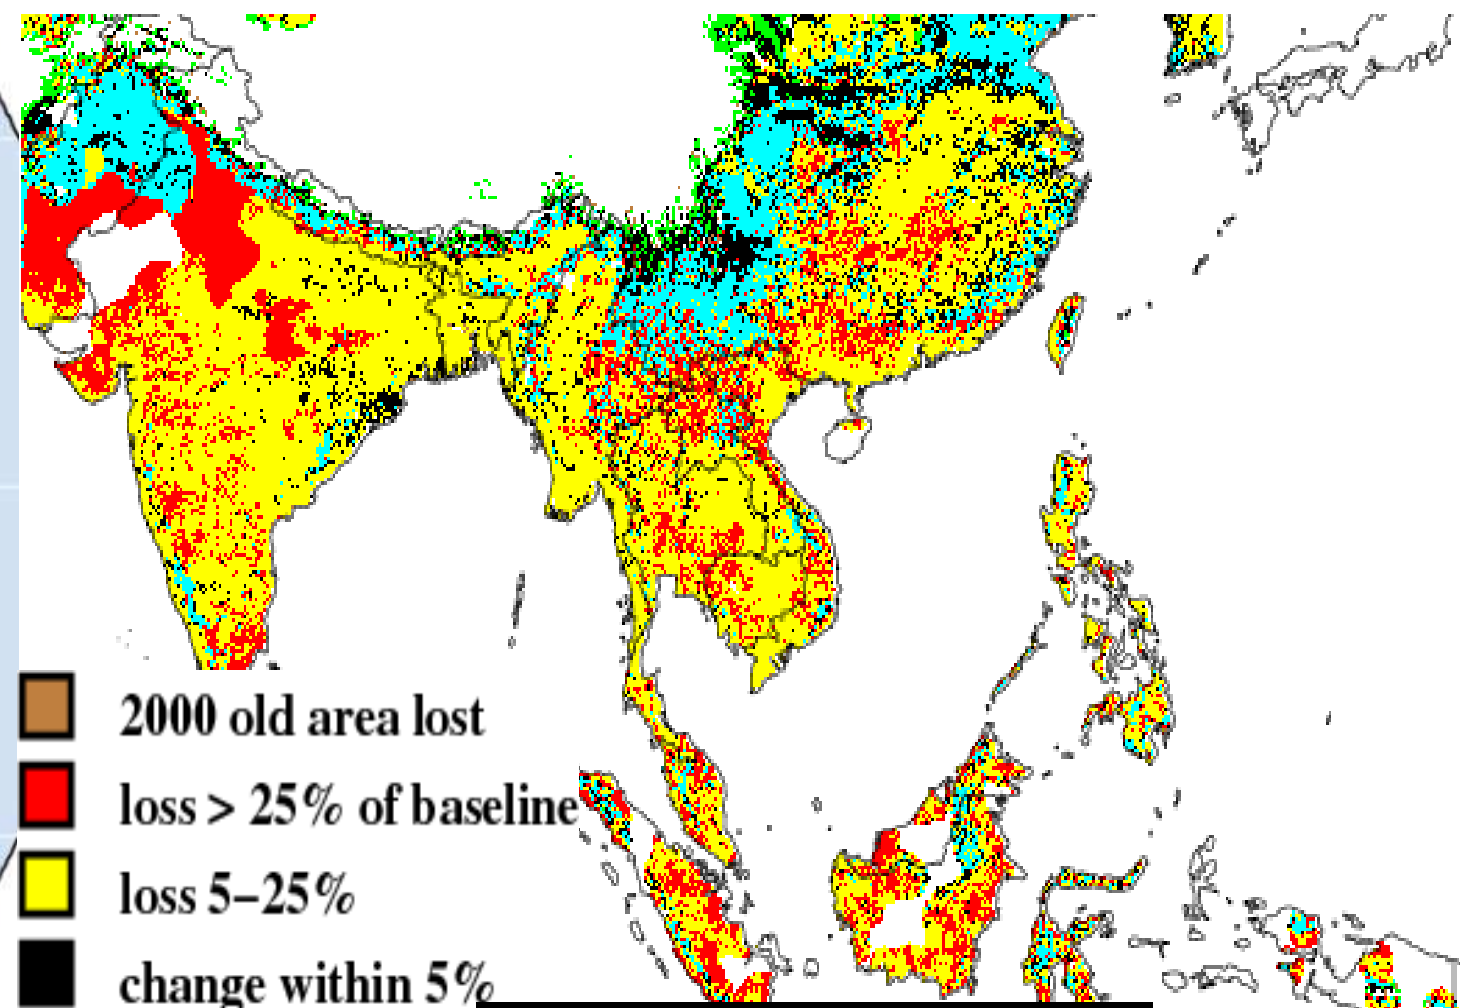 2000 old area lost
loss > 25% of baseline
loss 5–25%
change within 5%